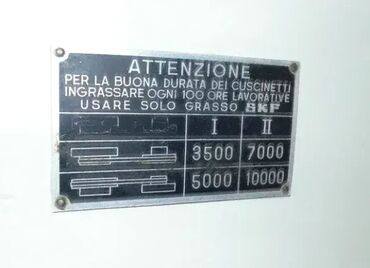 ATTENZIONE
PER LA BUONA DURATA DEI CUSCINETTI
INGRASSARE OGNI 100 ORE LAVORATIVE
USARE SOLO GRASSO SKF
I II
3500 7000
5000 10000